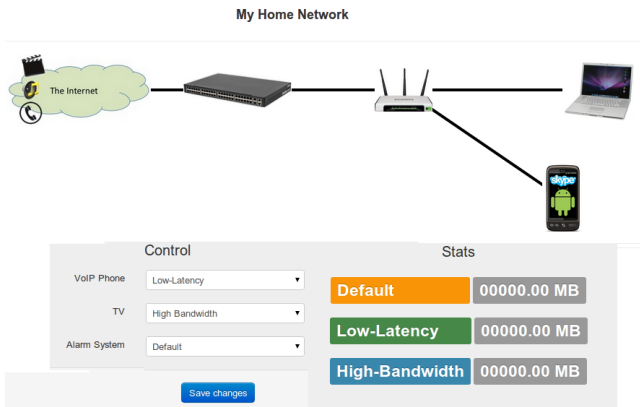 My Home Network
The Internet
skype
Control
VoIP Phone Low-Latency
TV High Bandwidth
Alarm System Default
Save changes
Stats
Default 00000.00 MB
Low-Latency 00000.00 MB
High-Bandwidth 00000.00 MB